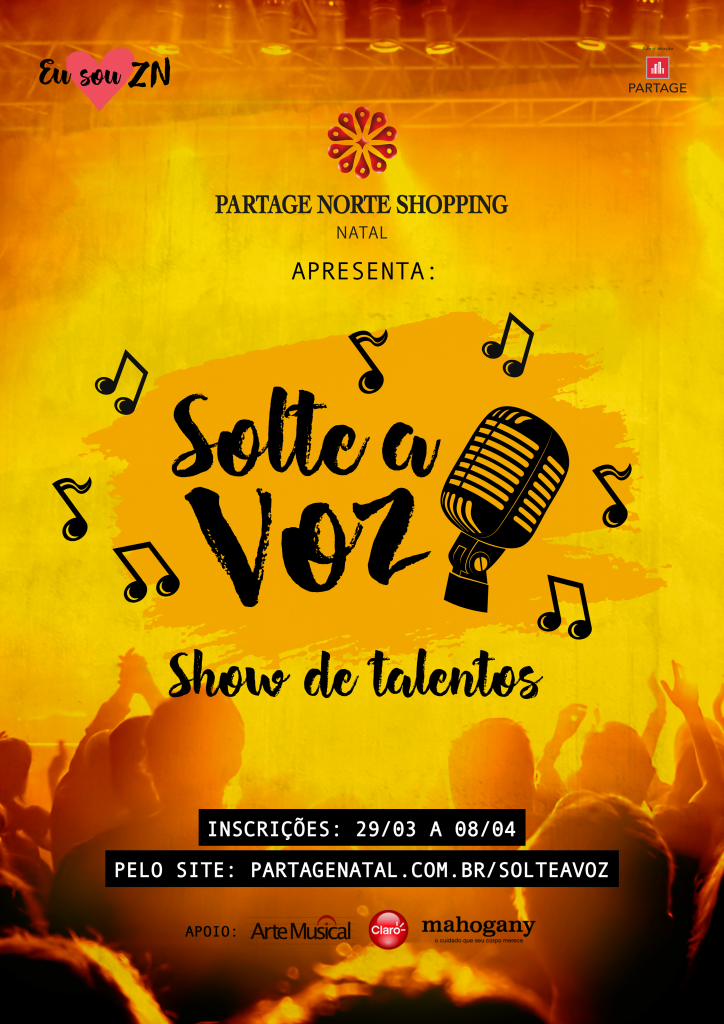 Eu sou ZN
PARTAGE
PARTAGE NORTE SHOPPING
NATAL
APRESENTA:
Solte a
Voz
Show de talentos
INSCRIÇÕES: 29/03 A 08/04
PELO SITE: PARTAGENATAL.COM.BR/SOLTEAVOZ
APOIO: Arte Musical Claro mahogany
o cuidado que seu corpo merece